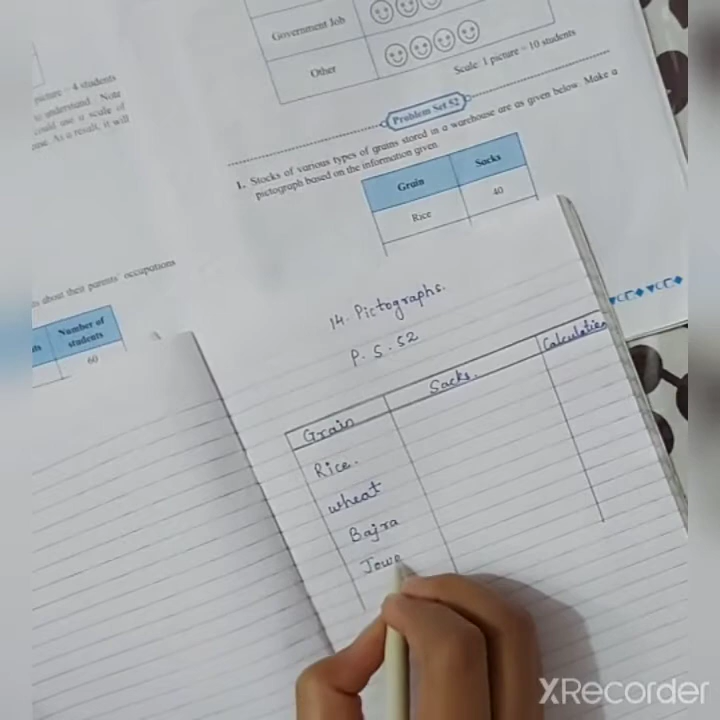 picture = 4 students
to understand. Note
could use a scale of
As a result, it will
about their parents' occupations
Number of
students
60
Government Job
Other
Scale: 1 picture = 10 students
Problem Set 52
1. Stocks of various types of grains stored in a warehouse are as given below. Make a
pictograph based on the information given.
Grain Sacks
Rice 40
14. Pictographs.
P. S. 52
Grain Sacks. Calculation
Rice.
wheat
Bajra
Jowa
XRecorder